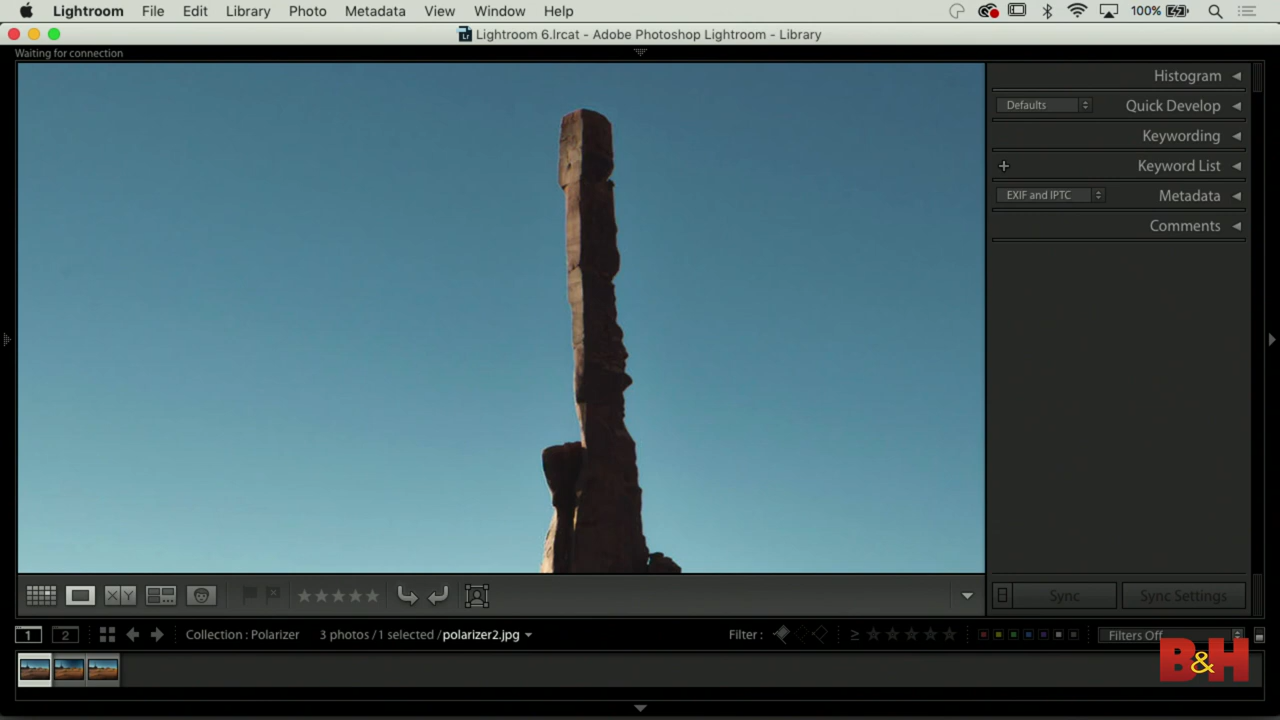 Lightroom File Edit Library Photo Metadata View Window Help 100%
Lightroom 6.lrcat - Adobe Photoshop Lightroom - Library
Waiting for connection
Histogram
Defaults Quick Develop
Keywording
Keyword List
EXIF and IPTC Metadata
Comments
X Y
Sync Sync Settings
1 2 Collection : Polarizer 3 photos / 1 selected / polarizer2.jpg Filter : ≥ Filters Off
B&H